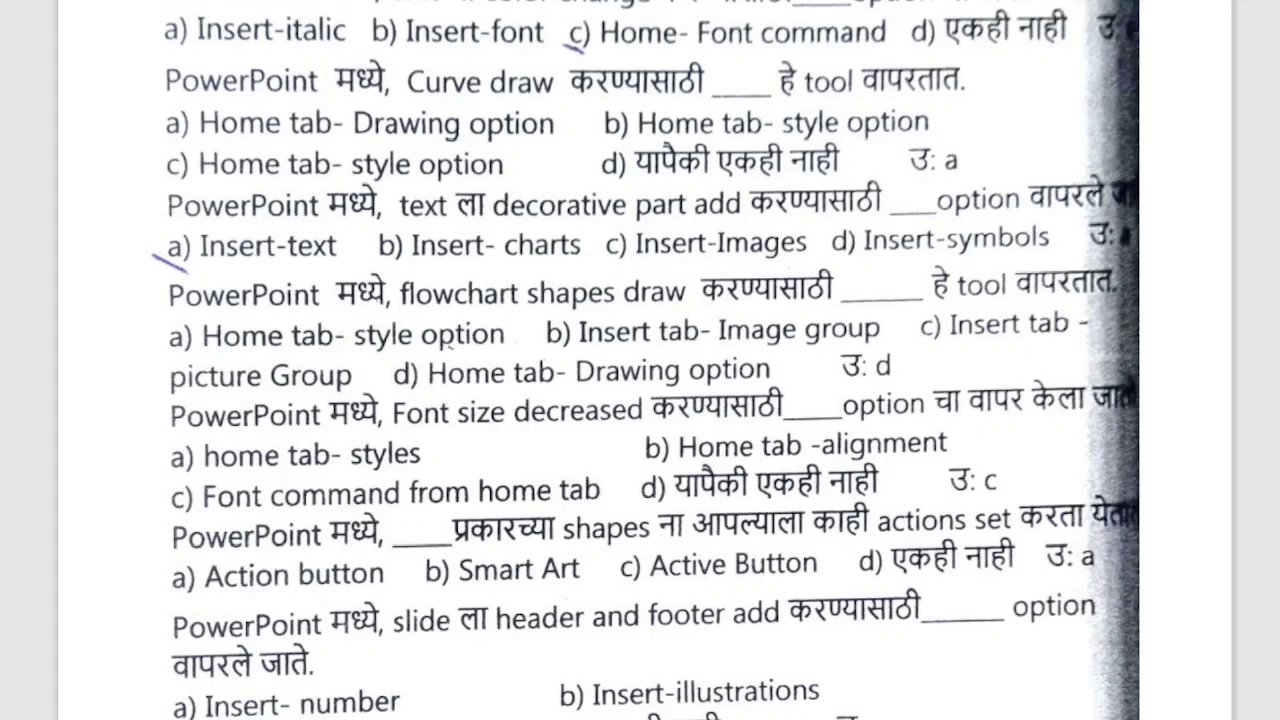 a) Insert-italic b) Insert-font c) Home- Font command d) एकही नाही उ:
PowerPoint मध्ये, Curve draw करण्यासाठी ____ हे tool वापरतात.
a) Home tab- Drawing option b) Home tab- style option
c) Home tab- style option d) यापैकी एकही नाही उ: a
PowerPoint मध्ये, text ला decorative part add करण्यासाठी ___option वापरले
a) Insert-text b) Insert- charts c) Insert-Images d) Insert-symbols उ:
PowerPoint मध्ये, flowchart shapes draw करण्यासाठी ______ हे tool वापरतात.
a) Home tab- style option b) Insert tab- Image group c) Insert tab -
picture Group d) Home tab- Drawing option उ: d
PowerPoint मध्ये, Font size decreased करण्यासाठी____option चा वापर केला
a) home tab- styles b) Home tab -alignment
c) Font command from home tab d) यापैकी एकही नाही उ: c
PowerPoint मध्ये, ____प्रकारच्या shapes ना आपल्याला काही actions set करता
a) Action button b) Smart Art c) Active Button d) एकही नाही उ: a
PowerPoint मध्ये, slide ला header and footer add करण्यासाठी______ option
वापरले जाते.
a) Insert- number b) Insert-illustrations